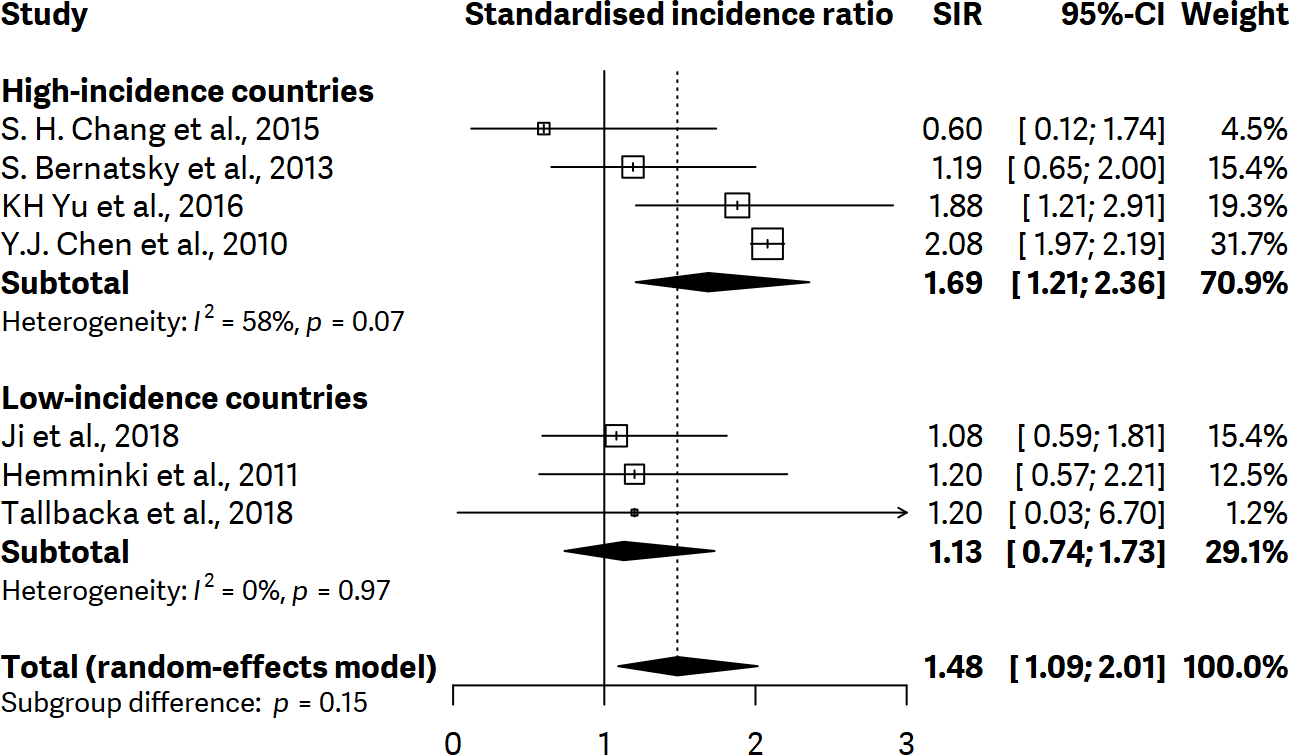 Study Standardised incidence ratio SIR 95%-CI Weight
High-incidence countries
S. H. Chang et al., 2015 0.60 [ 0.12; 1.74] 4.5%
S. Bernatsky et al., 2013 1.19 [ 0.65; 2.00] 15.4%
KH Yu et al., 2016 1.88 [ 1.21; 2.91] 19.3%
Y.J. Chen et al., 2010 2.08 [ 1.97; 2.19] 31.7%
Subtotal 1.69 [ 1.21; 2.36] 70.9%
Heterogeneity: I² = 58%, p = 0.07
Low-incidence countries
Ji et al., 2018 1.08 [ 0.59; 1.81] 15.4%
Hemminki et al., 2011 1.20 [ 0.57; 2.21] 12.5%
Tallbacka et al., 2018 1.20 [ 0.03; 6.70] 1.2%
Subtotal 1.13 [ 0.74; 1.73] 29.1%
Heterogeneity: I² = 0%, p = 0.97
Total (random-effects model) 1.48 [ 1.09; 2.01] 100.0%
Subgroup difference: p = 0.15
0 1 2 3